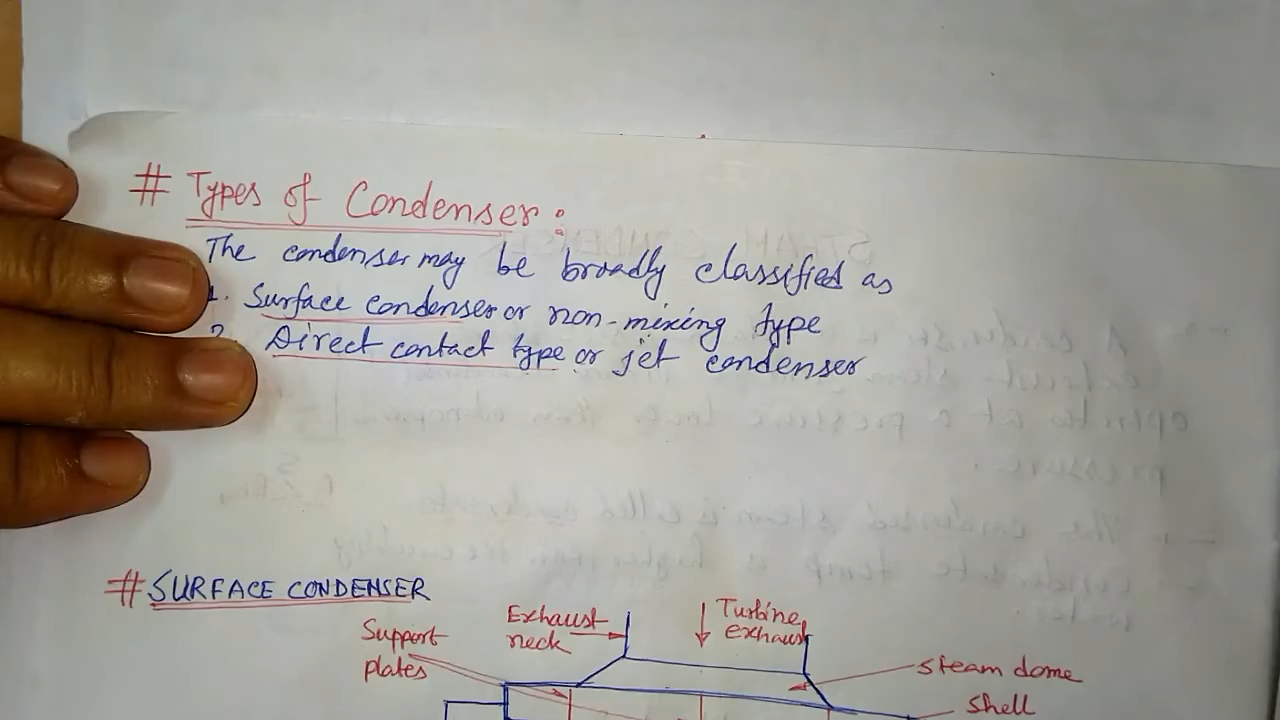 # Types of Condenser:
The condenser may be broadly classified as
1. Surface condenser or non-mixing type
2. Direct contact type or jet condenser
# SURFACE CONDENSER
Exhaust neck
Turbine exhaust
Support plates
steam dome
shell